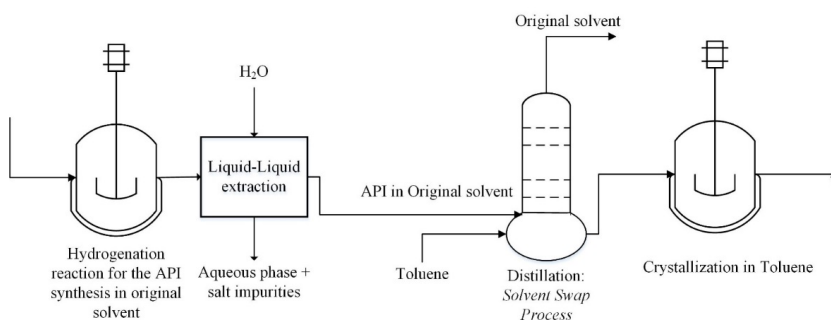 Original solvent
H₂O
Liquid-Liquid
extraction
API in Original solvent
Hydrogenation
reaction for the API
synthesis in original
solvent
Aqueous phase +
salt impurities
Toluene
Distillation:
Solvent Swap
Process
Crystallization in Toluene